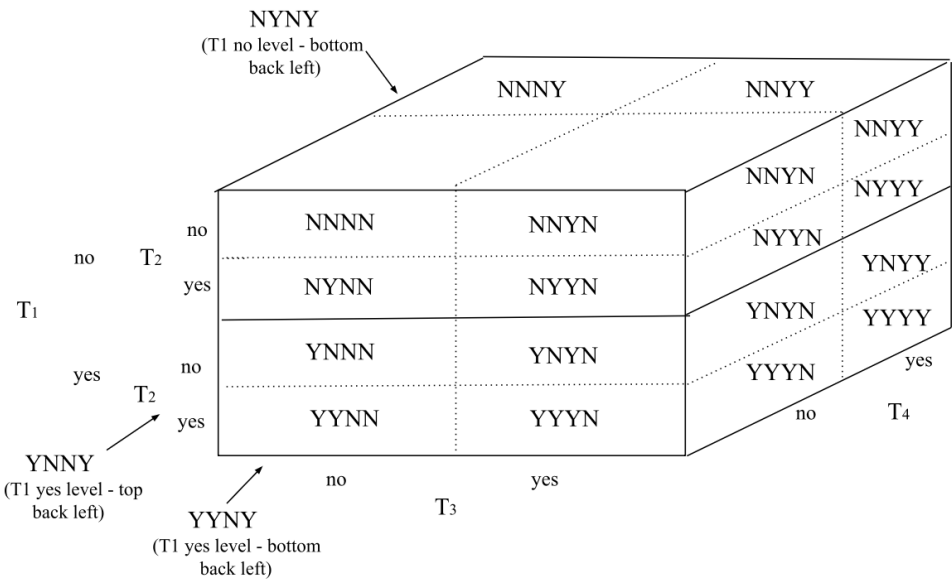 NYNY
(T1 no level - bottom
back left)
NNNY
NNYY
NNYY
NNYN
NYYY
no
NNNN
NNYN
NYYN
no
T2
yes
NYNN
NYYN
YNYY
T1
YNYN
YYYY
no
YNNN
YNYN
yes
T2
YYYN
yes
yes
YYNN
YYYN
no
T4
YNNY
(T1 yes level - top
back left)
no
yes
T3
YYNY
(T1 yes level - bottom
back left)